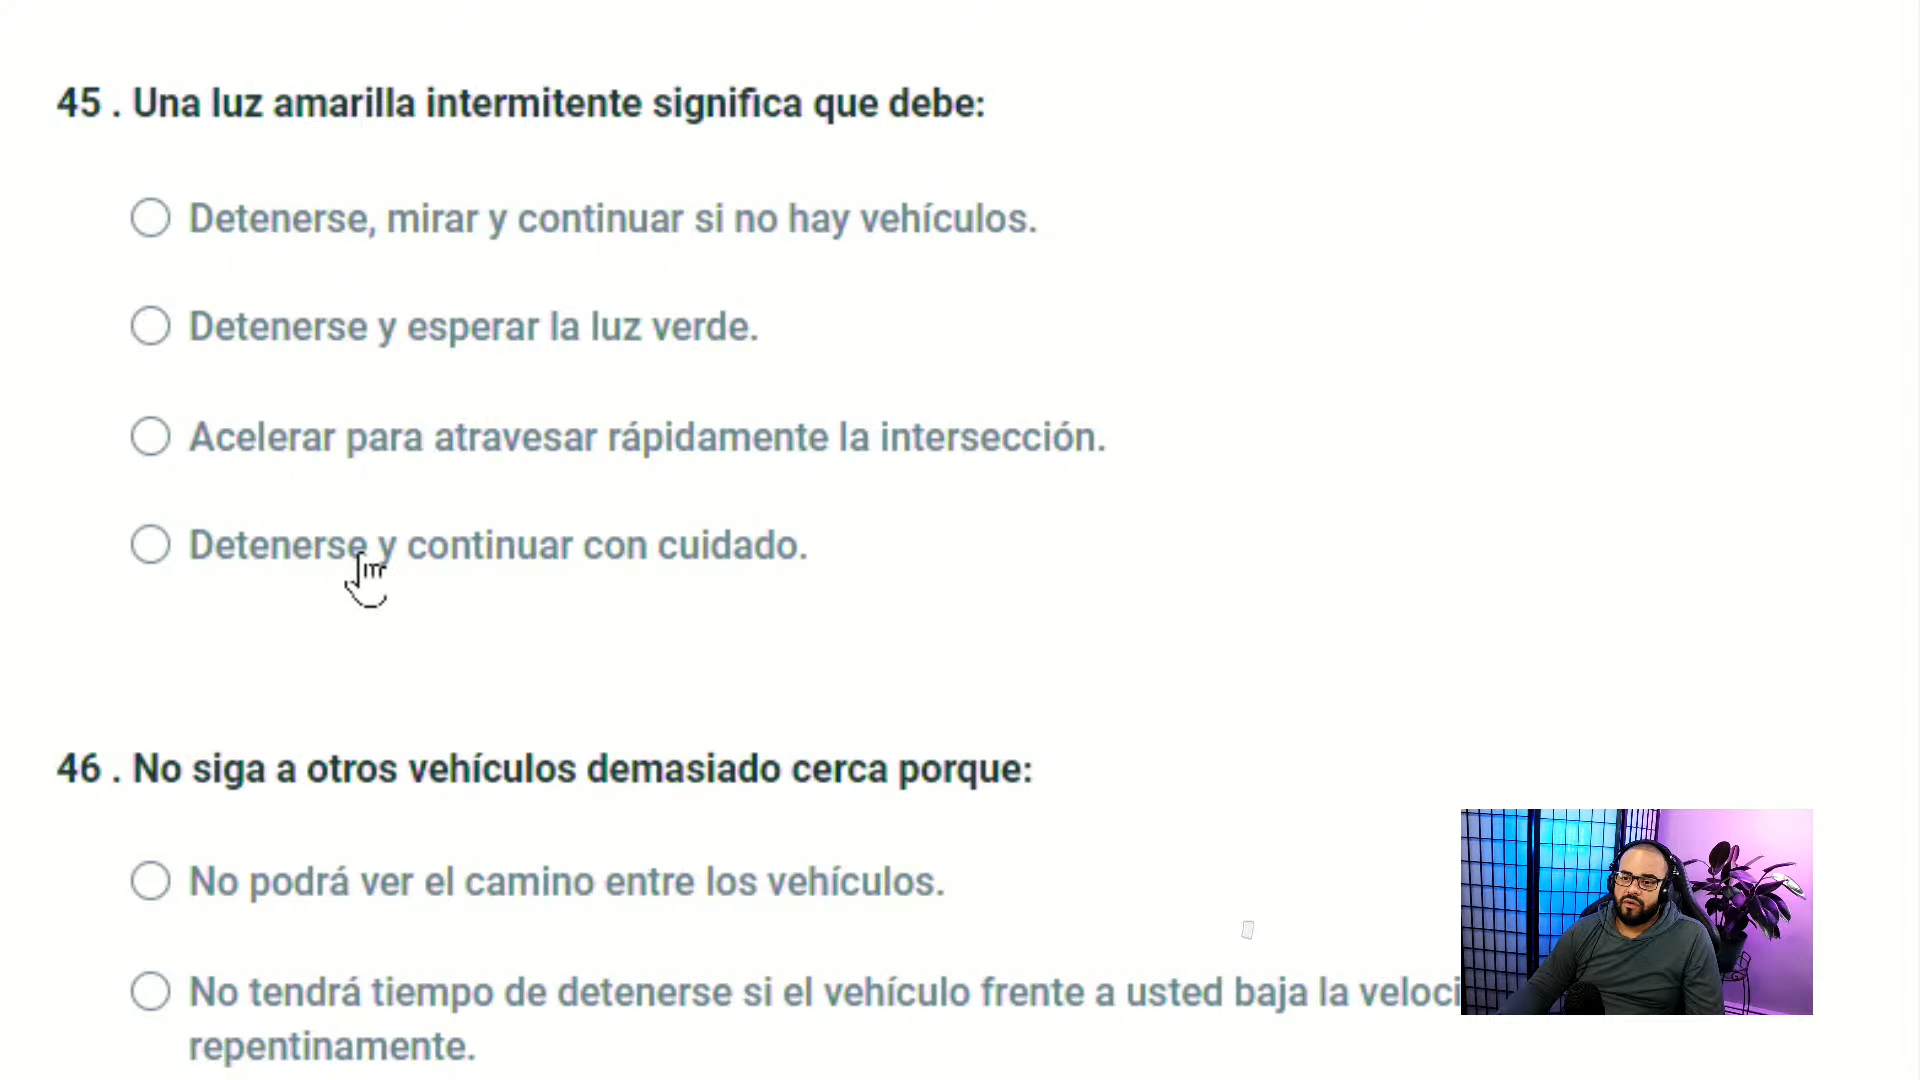 45 . Una luz amarilla intermitente significa que debe:
Detenerse, mirar y continuar si no hay vehículos.
Detenerse y esperar la luz verde.
Acelerar para atravesar rápidamente la intersección.
Detenerse y continuar con cuidado.
46 . No siga a otros vehículos demasiado cerca porque:
No podrá ver el camino entre los vehículos.
No tendrá tiempo de detenerse si el vehículo frente a usted baja la veloci
repentinamente.